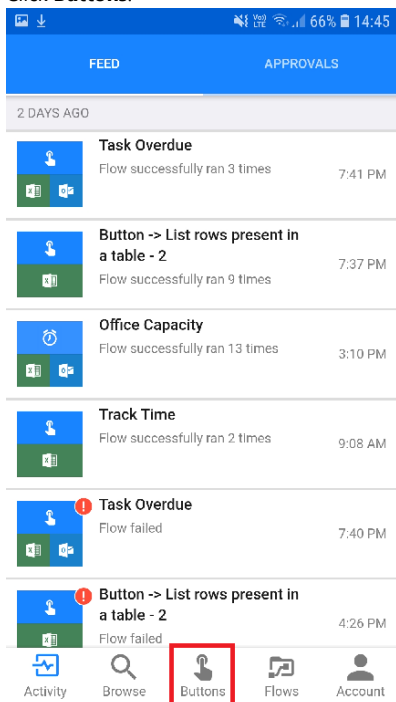 Click Buttons.
Vo)) LTE 66% 14:45
FEED APPROVALS
2 DAYS AGO
Task Overdue
Flow successfully ran 3 times
7:41 PM
Button -> List rows present in
a table - 2
Flow successfully ran 9 times
7:37 PM
Office Capacity
Flow successfully ran 13 times
3:10 PM
Track Time
Flow successfully ran 2 times
9:08 AM
Task Overdue
Flow failed
7:40 PM
Button -> List rows present in
a table - 2
Flow failed
4:26 PM
Activity Browse Buttons Flows Account